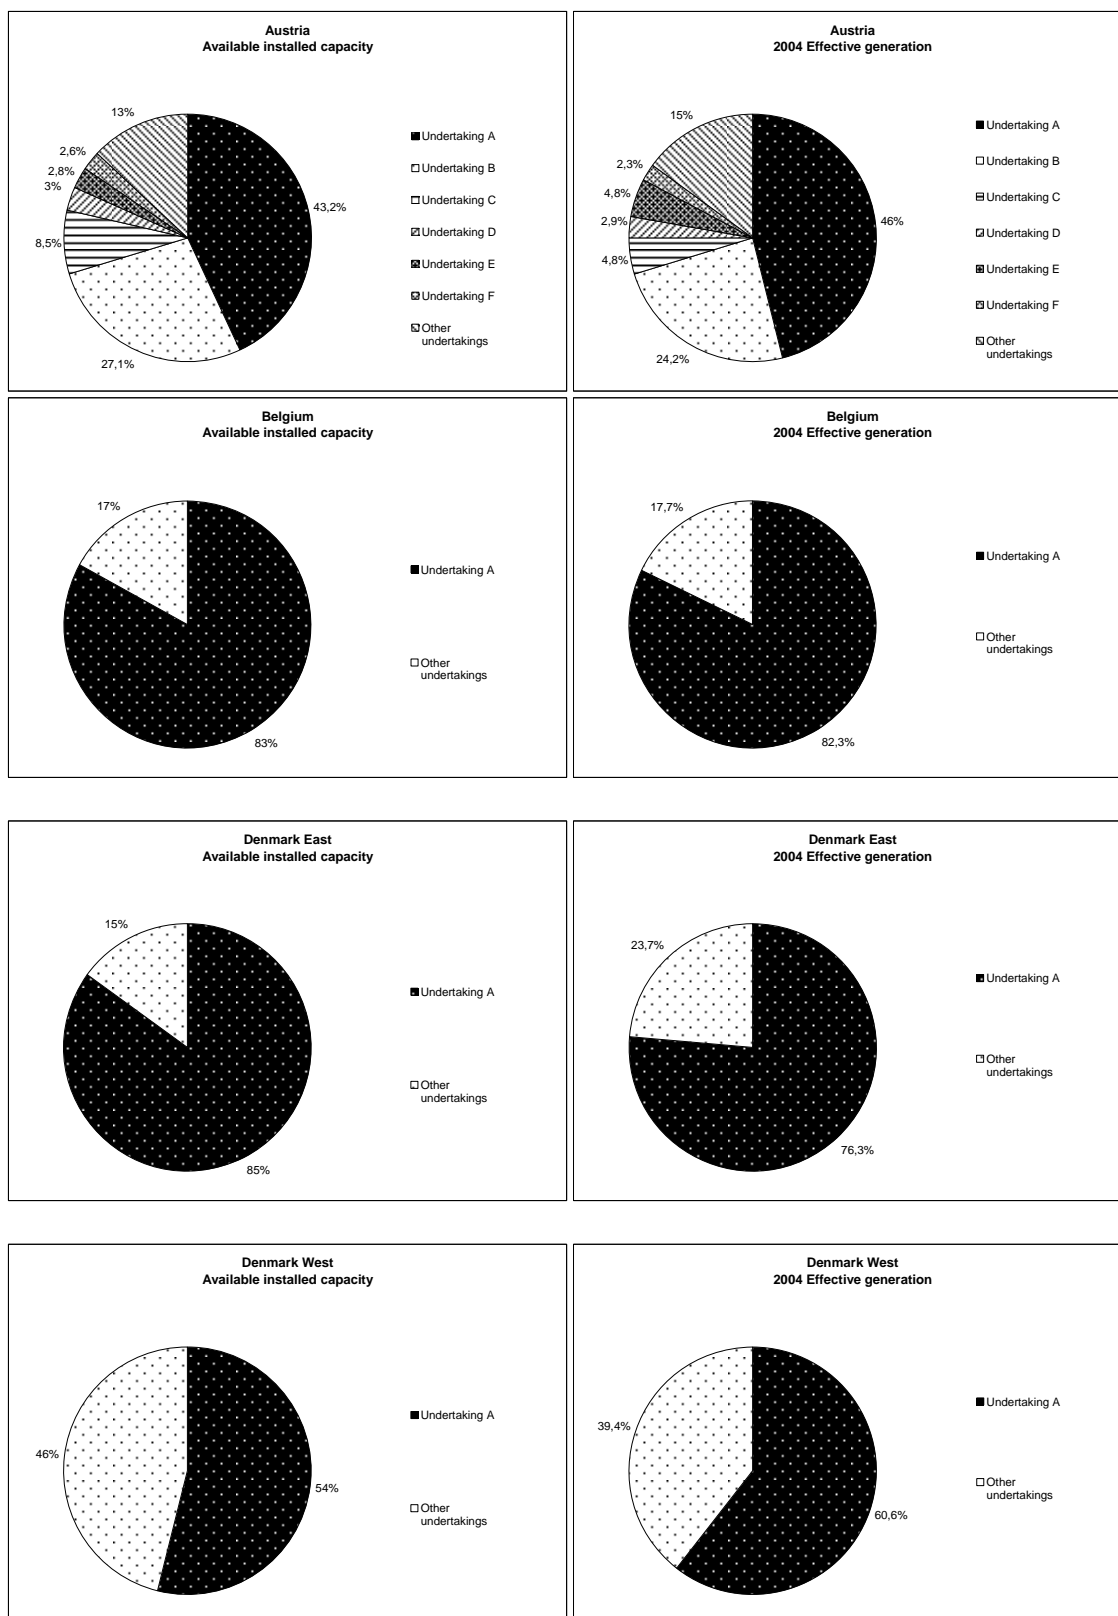 Austria
Available installed capacity
13%
2,6%
2,8%
3%
8,5%
27,1%
43,2%
Undertaking A
Undertaking B
Undertaking C
Undertaking D
Undertaking E
Undertaking F
Other
undertakings
Austria
2004 Effective generation
15%
2,3%
4,8%
2,9%
4,8%
24,2%
46%
Undertaking A
Undertaking B
Undertaking C
Undertaking D
Undertaking E
Undertaking F
Other
undertakings
Belgium
Available installed capacity
17%
83%
Undertaking A
Other
undertakings
Belgium
2004 Effective generation
17,7%
82,3%
Undertaking A
Other
undertakings
Denmark East
Available installed capacity
15%
85%
Undertaking A
Other
undertakings
Denmark East
2004 Effective generation
23,7%
76,3%
Undertaking A
Other
undertakings
Denmark West
Available installed capacity
46%
54%
Undertaking A
Other
undertakings
Denmark West
2004 Effective generation
39,4%
60,6%
Undertaking A
Other
undertakings